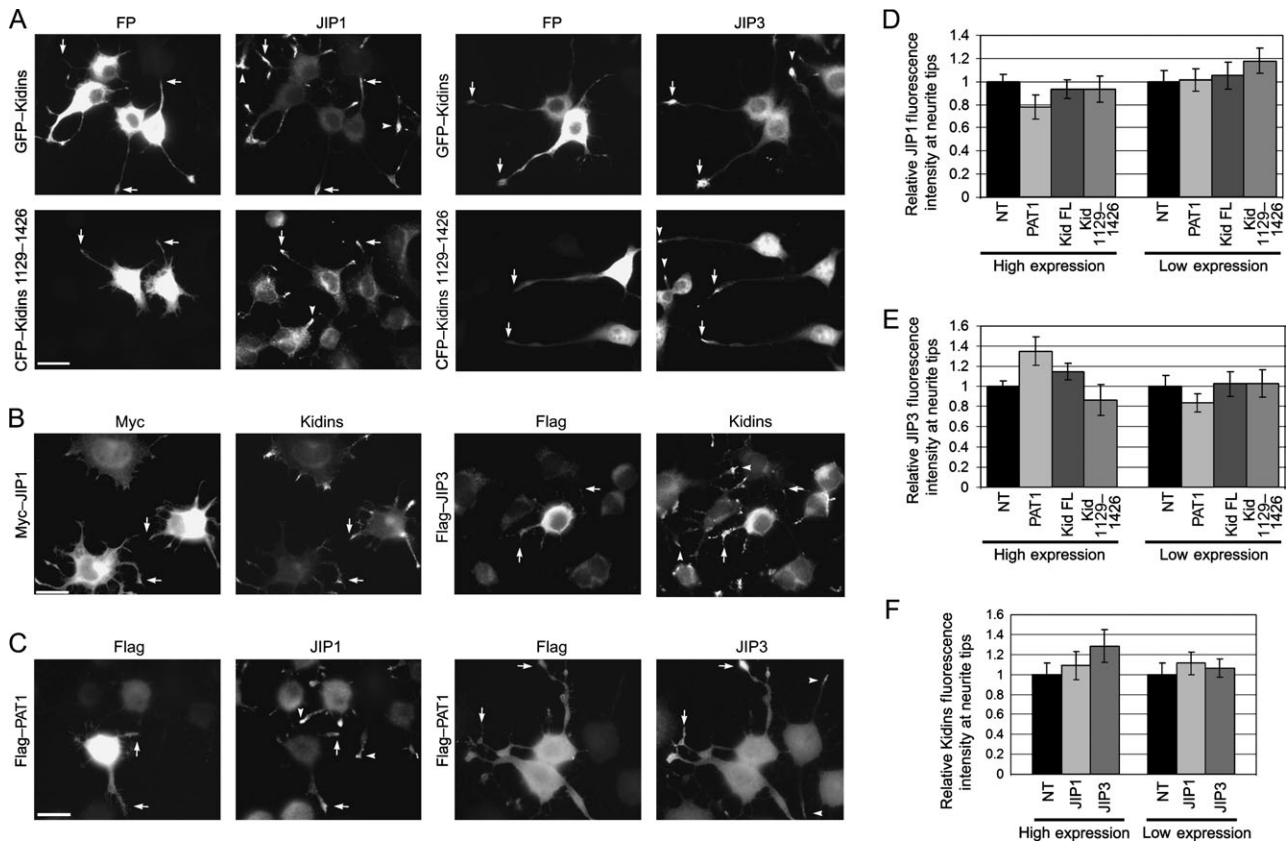 A
FP
JIP1
FP
JIP3
GFP–Kidins
GFP–Kidins
CFP–Kidins 1129–1426
CFP–Kidins 1129–1426
B
Myc
Kidins
Flag
Kidins
Myc–JIP1
Flag–JIP3
C
Flag
JIP1
Flag
JIP3
Flag–PAT1
Flag–PAT1
D
Relative JIP1 fluorescence
intensity at neurite tips
1.4
1.2
1
0.8
0.6
0.4
0.2
0
NT
PAT1
Kid FL
Kid
1129–
1426
NT
PAT1
Kid FL
Kid
1129–
1426
High expression
Low expression
E
Relative JIP3 fluorescence
intensity at neurite tips
1.6
1.4
1.2
1
0.8
0.6
0.4
0.2
0
NT
PAT1
Kid FL
Kid
1129–
1426
NT
PAT1
Kid FL
Kid
1129–
1426
High expression
Low expression
F
Relative Kidins fluorescence
intensity at neurite tips
1.6
1.4
1.2
1
0.8
0.6
0.4
0.2
0
NT
JIP1
JIP3
NT
JIP1
JIP3
High expression
Low expression